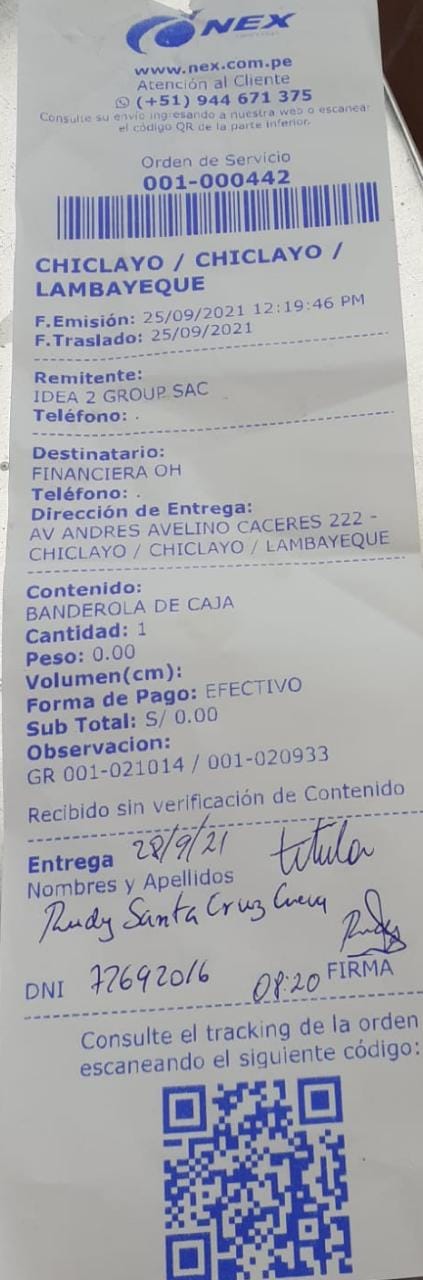 NEX
www.nex.com.pe
Atención al Cliente
(+51) 944 671 375
Consulte su envío ingresando a nuestra web o escanear
el código QR de la parte inferior.
Orden de Servicio
001-000442
CHICLAYO / CHICLAYO /
LAMBAYEQUE
F.Emisión: 25/09/2021 12:19:46 PM
F.Traslado: 25/09/2021
Remitente:
IDEA 2 GROUP SAC
Teléfono: .
Destinatario:
FINANCIERA OH
Teléfono: .
Dirección de Entrega:
AV ANDRES AVELINO CACERES 222 -
CHICLAYO / CHICLAYO / LAMBAYEQUE
Contenido:
BANDEROLA DE CAJA
Cantidad: 1
Peso: 0.00
Volumen(cm):
Forma de Pago: EFECTIVO
Sub Total: S/ 0.00
Observacion:
GR 001-021014 / 001-020933
Recibido sin verificación de Contenido
Entrega 28/9/21 titular
Nombres y Apellidos
Rudy Santa Cruz Cueva
Rudy
DNI 72692016 08:20 FIRMA
Consulte el tracking de la orden
escaneando el siguiente código: